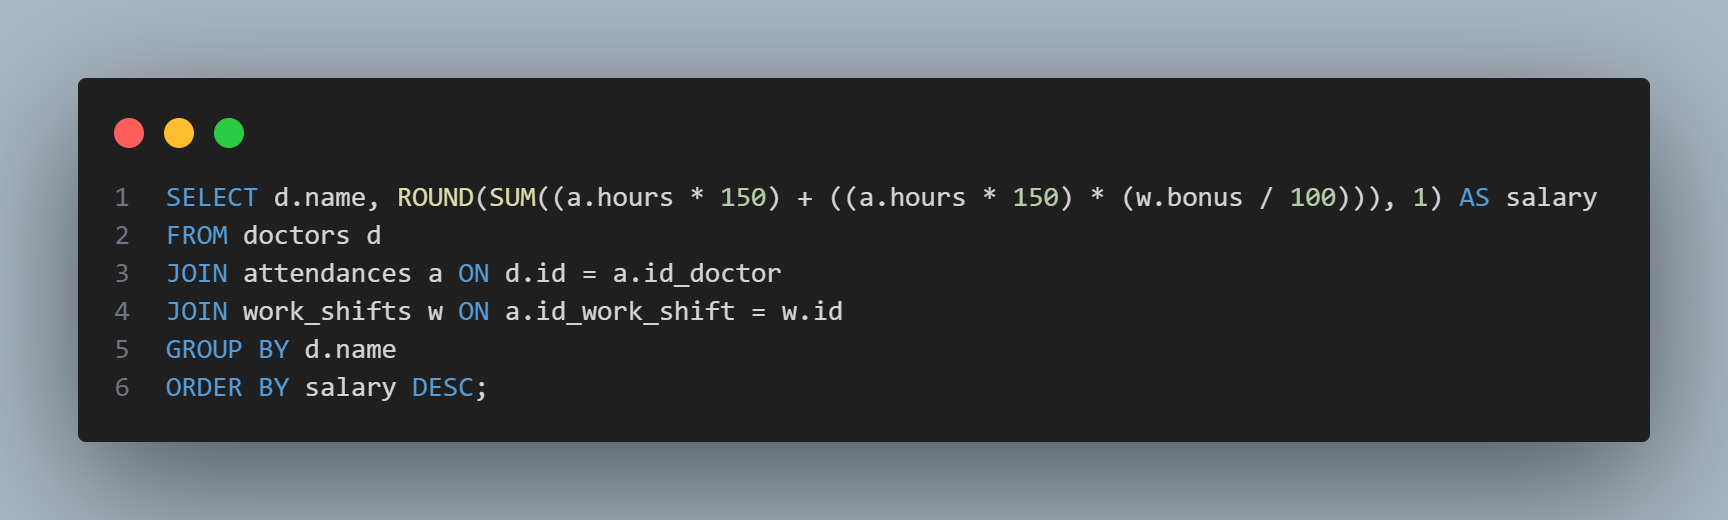 1 SELECT d.name, ROUND(SUM((a.hours * 150) + ((a.hours * 150) * (w.bonus / 100))), 1) AS salary
2 FROM doctors d
3 JOIN attendances a ON d.id = a.id_doctor
4 JOIN work_shifts w ON a.id_work_shift = w.id
5 GROUP BY d.name
6 ORDER BY salary DESC;